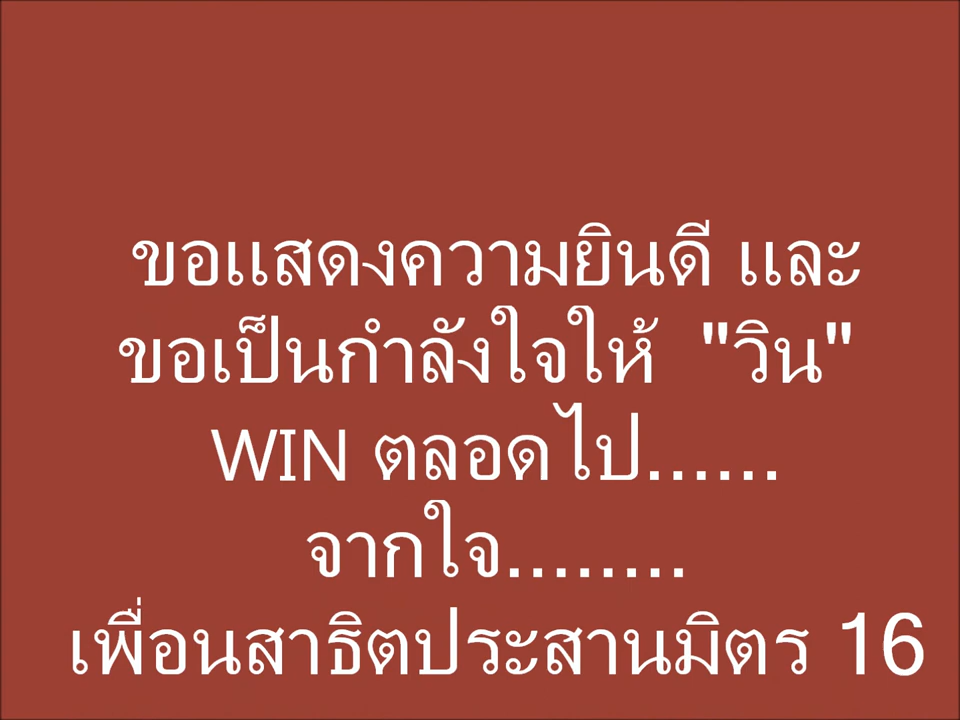 ขอแสดงความยินดี และ
ขอเป็นกำลังใจให้ "วิน"
WIN ตลอดไป......
จากใจ........
เพื่อนสาธิตประสานมิตร 16